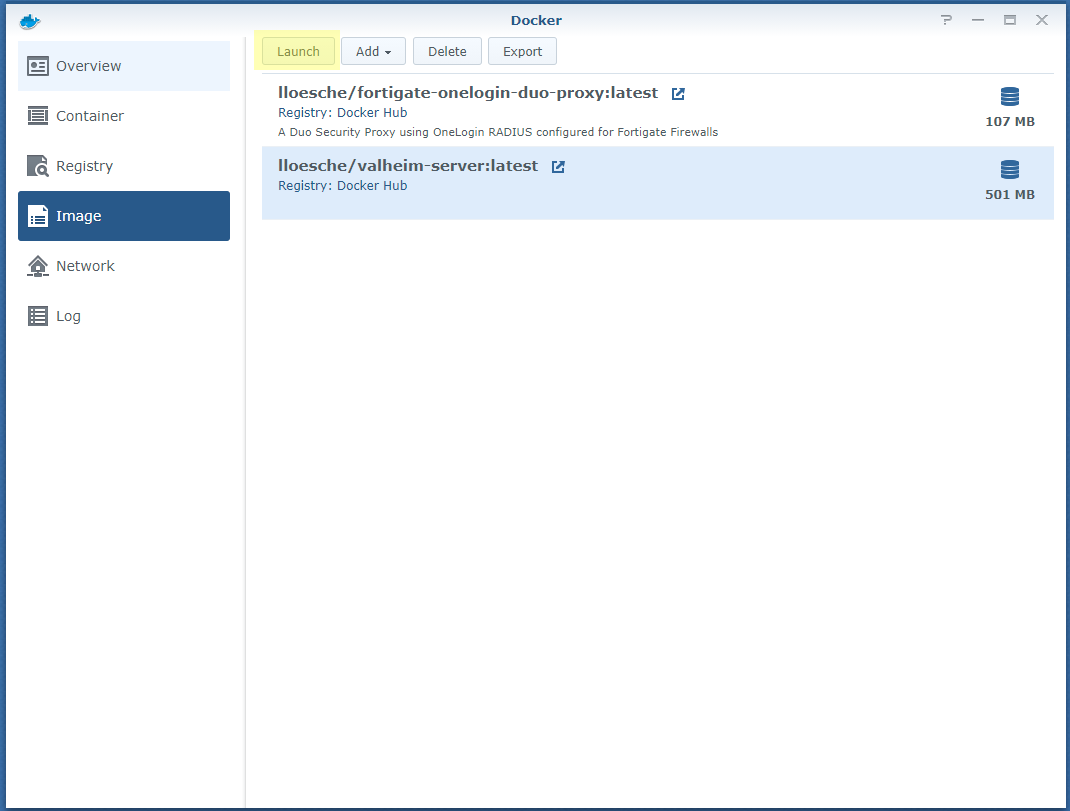 Docker
Overview
Container
Registry
Image
Network
Log
Launch Add Delete Export
lloesche/fortigate-onelogin-duo-proxy:latest
Registry: Docker Hub
A Duo Security Proxy using OneLogin RADIUS configured for Fortigate Firewalls
107 MB
lloesche/valheim-server:latest
Registry: Docker Hub
501 MB